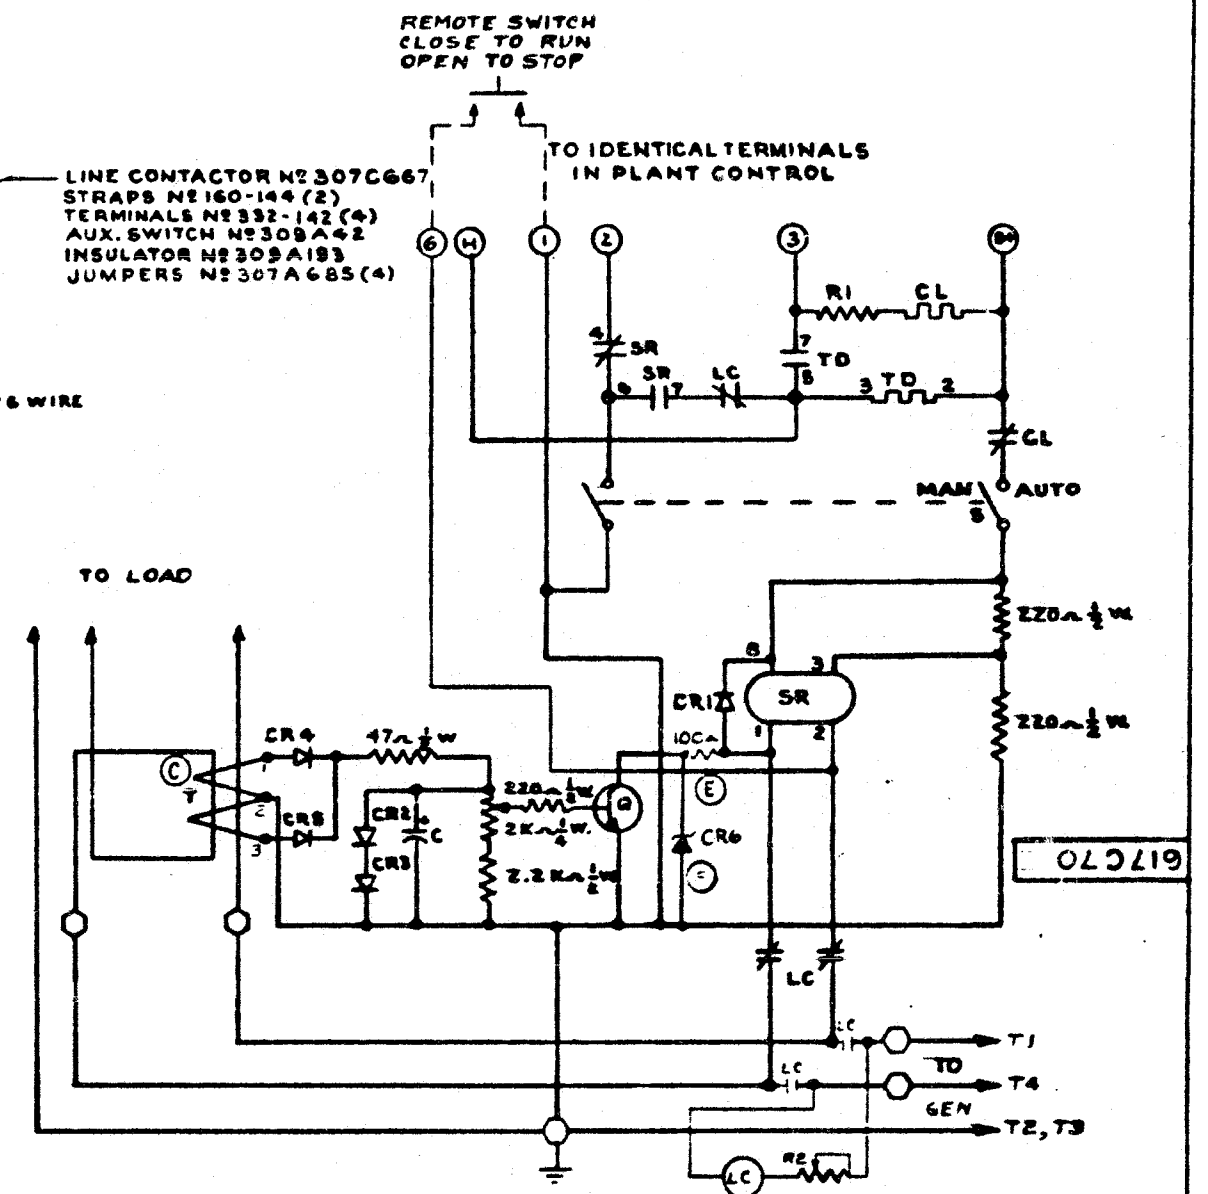 REMOTE SWITCH
CLOSE TO RUN
OPEN TO STOP
TO IDENTICAL TERMINALS
IN PLANT CONTROL
LINE CONTACTOR Nº 307C667
STRAPS Nº 160-144 (2)
TERMINALS Nº 332-142 (4)
AUX. SWITCH Nº 308A42
INSULATOR Nº 309A193
JUMPERS Nº 307A685 (4)
6 H 1 2 3 B+
R1 CL
4 SR
7 TD
SR 7 LC
3 TD 2
6 WIRE
CL
MAN AUTO
S
TO LOAD
220Ω ½ W
8 3
CR1 SR
1 2
220Ω ½ W
CR4 47Ω ½ W
10Ω
C 1
T 2
E
220Ω ½ W.
CR5 CR2 C 2K Ω ¼ W. Q
3 CR3 2.2K Ω ½ W
CR6
617C70
LC
LC T1
TO
LC T4
GEN
T2, T3
LC R2